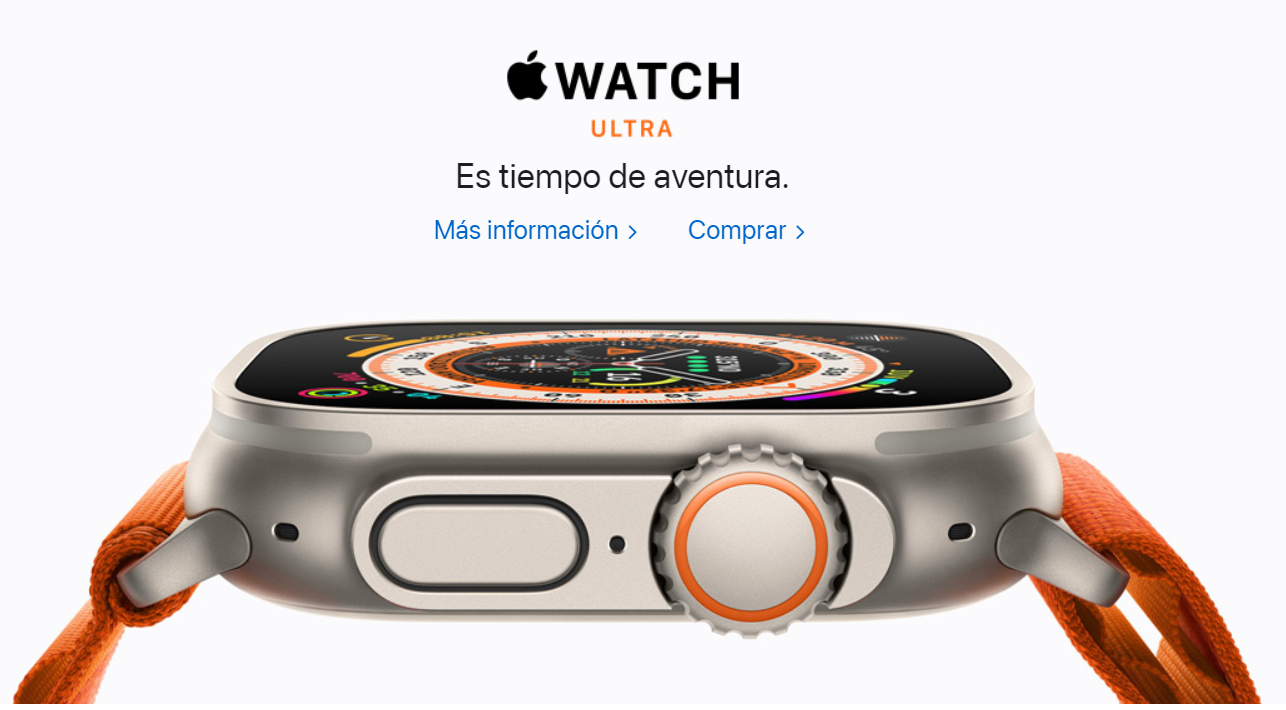 WATCH
ULTRA
Es tiempo de aventura.
Más información >
Comprar >